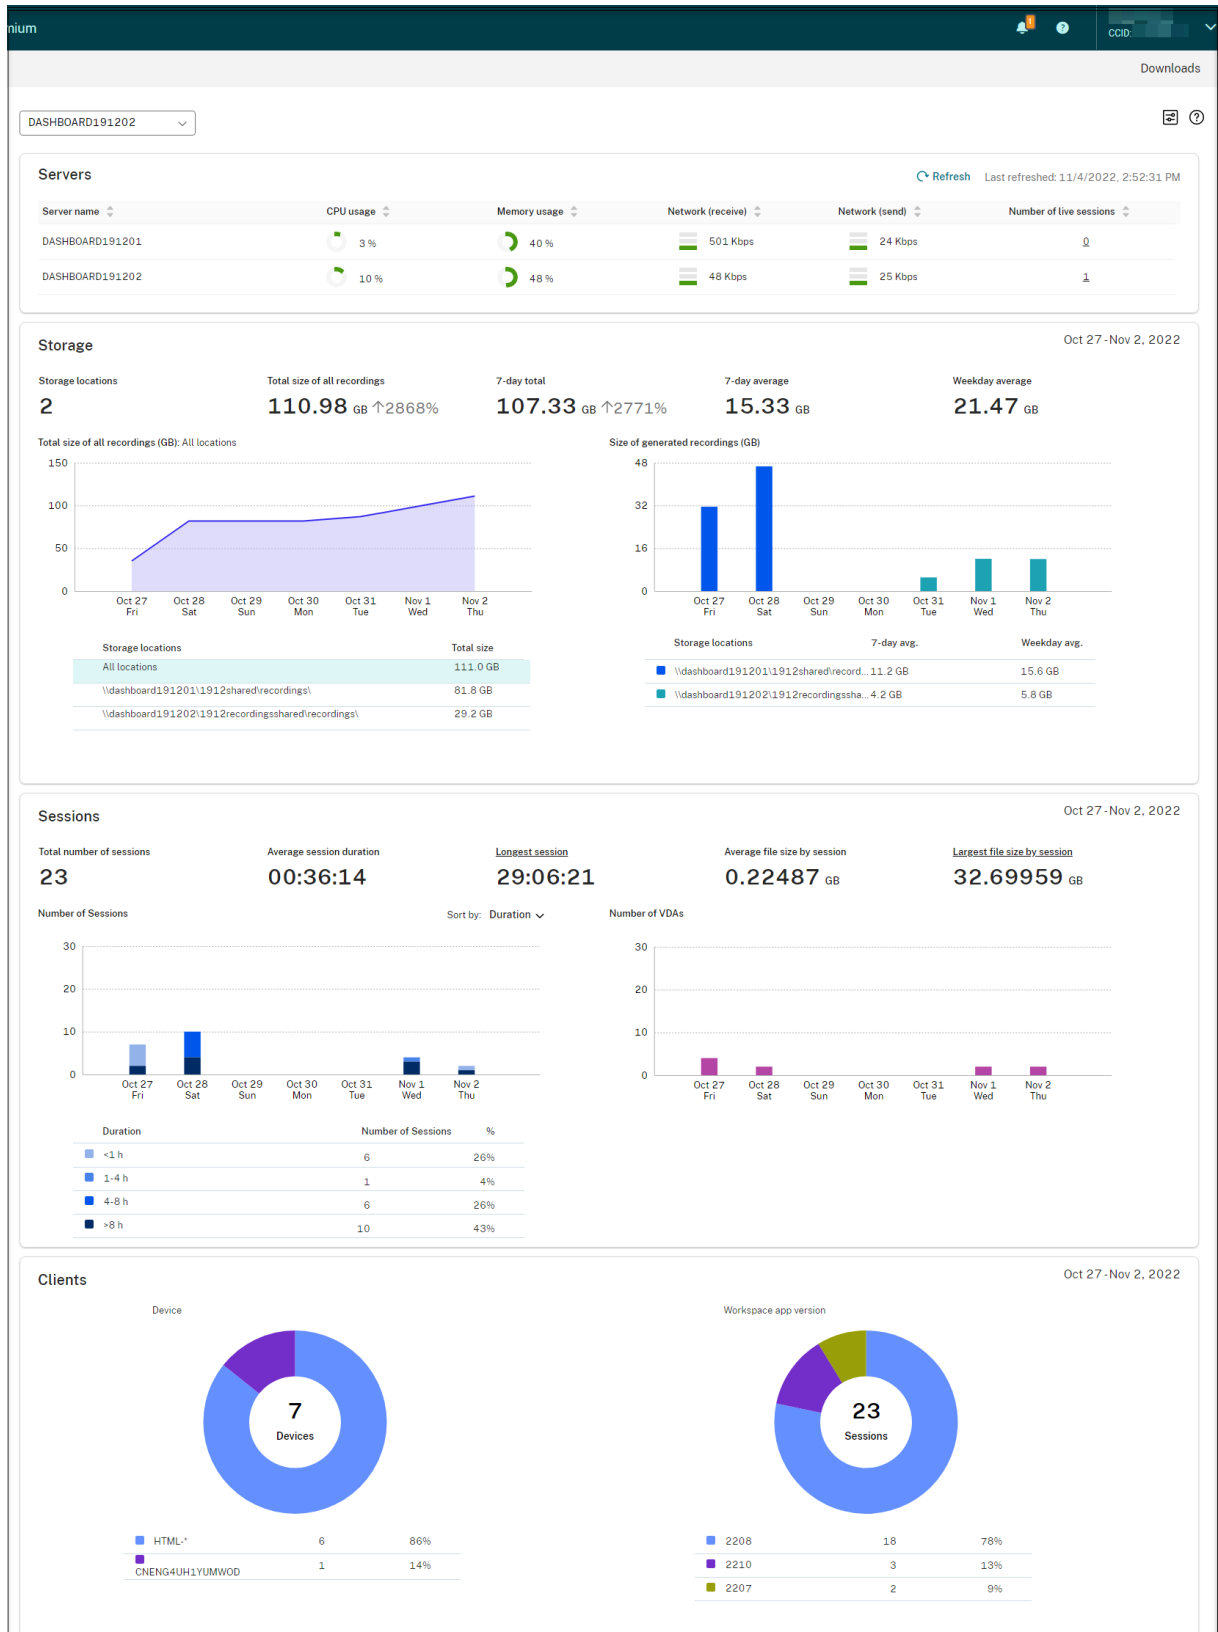 mium
1
?
CCID:
Downloads
DASHBOARD191202
Servers
Refresh Last refreshed: 11/4/2022, 2:52:31 PM
Server name CPU usage Memory usage Network (receive) Network (send) Number of live sessions
DASHBOARD191201 3 % 40 % 501 Kbps 24 Kbps 0
DASHBOARD191202 10 % 48 % 48 Kbps 25 Kbps 1
Storage
Oct 27 - Nov 2, 2022
Storage locations Total size of all recordings 7-day total 7-day average Weekday average
2 110.98 GB ↑2868% 107.33 GB ↑2771% 15.33 GB 21.47 GB
Total size of all recordings (GB): All locations
150
100
50
0
Oct 27 Oct 28 Oct 29 Oct 30 Oct 31 Nov 1 Nov 2
Fri Sat Sun Mon Tue Wed Thu
Storage locations Total size
All locations 111.0 GB
\\dashboard191201\1912shared\recordings\ 81.8 GB
\\dashboard191202\1912recordingsshared\recordings\ 29.2 GB
Size of generated recordings (GB)
48
32
16
0
Oct 27 Oct 28 Oct 29 Oct 30 Oct 31 Nov 1 Nov 2
Fri Sat Sun Mon Tue Wed Thu
Storage locations 7-day avg. Weekday avg.
\\dashboard191201\1912shared\record... 11.2 GB 15.6 GB
\\dashboard191202\1912recordingssha... 4.2 GB 5.8 GB
Sessions
Oct 27 - Nov 2, 2022
Total number of sessions Average session duration Longest session Average file size by session Largest file size by session
23 00:36:14 29:06:21 0.22487 GB 32.69959 GB
Number of Sessions
Sort by: Duration
30
20
10
0
Oct 27 Oct 28 Oct 29 Oct 30 Oct 31 Nov 1 Nov 2
Fri Sat Sun Mon Tue Wed Thu
Duration Number of Sessions %
<1 h 6 26%
1-4 h 1 4%
4-8 h 6 26%
>8 h 10 43%
Number of VDAs
30
20
10
0
Oct 27 Oct 28 Oct 29 Oct 30 Oct 31 Nov 1 Nov 2
Fri Sat Sun Mon Tue Wed Thu
Clients
Oct 27 - Nov 2, 2022
Device
7
Devices
HTML-* 6 86%
CNENG4UH1YUMWOD 1 14%
Workspace app version
23
Sessions
2208 18 78%
2210 3 13%
2207 2 9%